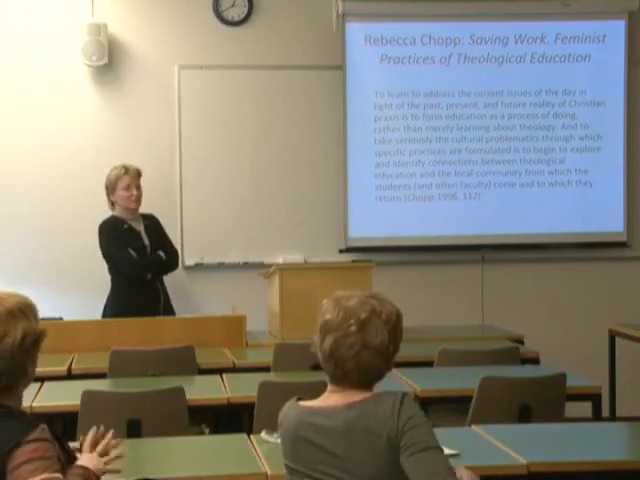 Rebecca Chopp: Saving Work. Feminist
Practices of Theological Education
To learn to address the current issues of the day in
light of the past, present, and future reality of Christian
praxis is to form education as a process of doing,
rather than merely learning about theology. And to
take seriously the cultural problematics through which
specific practices are formulated is to begin to explore
and identify connections between theological
education and the local community from which the
students (and often faculty) come and to which they
return (Chopp 1996, 112).